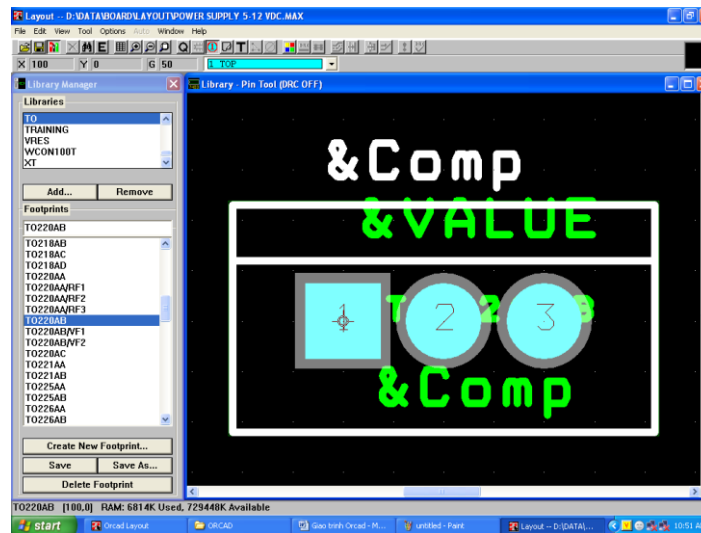 Layout -- D:\DATA\BOARD\LAYOUT\POWER SUPPLY 5-12 VDC.MAX
File Edit View Tool Options Auto Window Help
X 100 Y 0 G 50 1 TOP
Library Manager
Libraries
TO
TRAINING
VRES
WCON100T
XT
Add... Remove
Footprints
TO220AB
TO218AB
TO218AC
TO218AD
TO220AA
TO220AA/RF1
TO220AA/RF2
TO220AA/RF3
TO220AB
TO220AB/VF1
TO220AB/VF2
TO220AC
TO221AA
TO221AB
TO225AA
TO225AB
TO226AA
TO226AB
Create New Footprint...
Save Save As...
Delete Footprint
Library - Pin Tool (DRC OFF)
&Comp
&VALUE
1 2 3
&Comp
TO220AB [100,0] RAM: 6814K Used, 729448K Available
start Orcad Layout ORCAD Giao trinh Orcad - M... untitled - Paint Layout -- D:\DATA\... 10:51